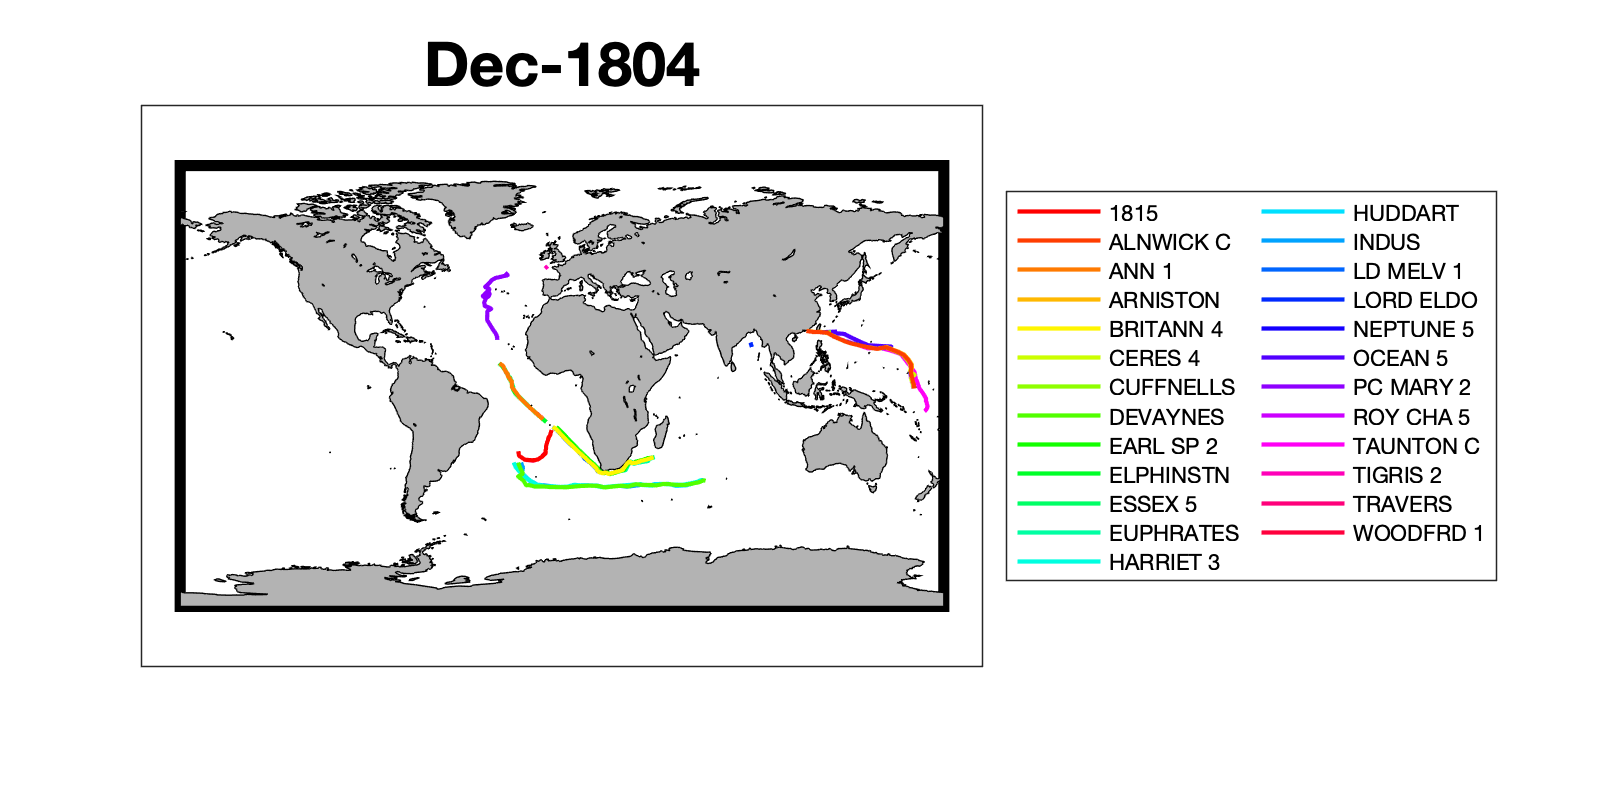 Dec-1804
1815
ALNWICK C
ANN 1
ARNISTON
BRITANN 4
CERES 4
CUFFNELLS
DEVAYNES
EARL SP 2
ELPHINSTN
ESSEX 5
EUPHRATES
HARRIET 3
HUDDART
INDUS
LD MELV 1
LORD ELDO
NEPTUNE 5
OCEAN 5
PC MARY 2
ROY CHA 5
TAUNTON C
TIGRIS 2
TRAVERS
WOODFRD 1